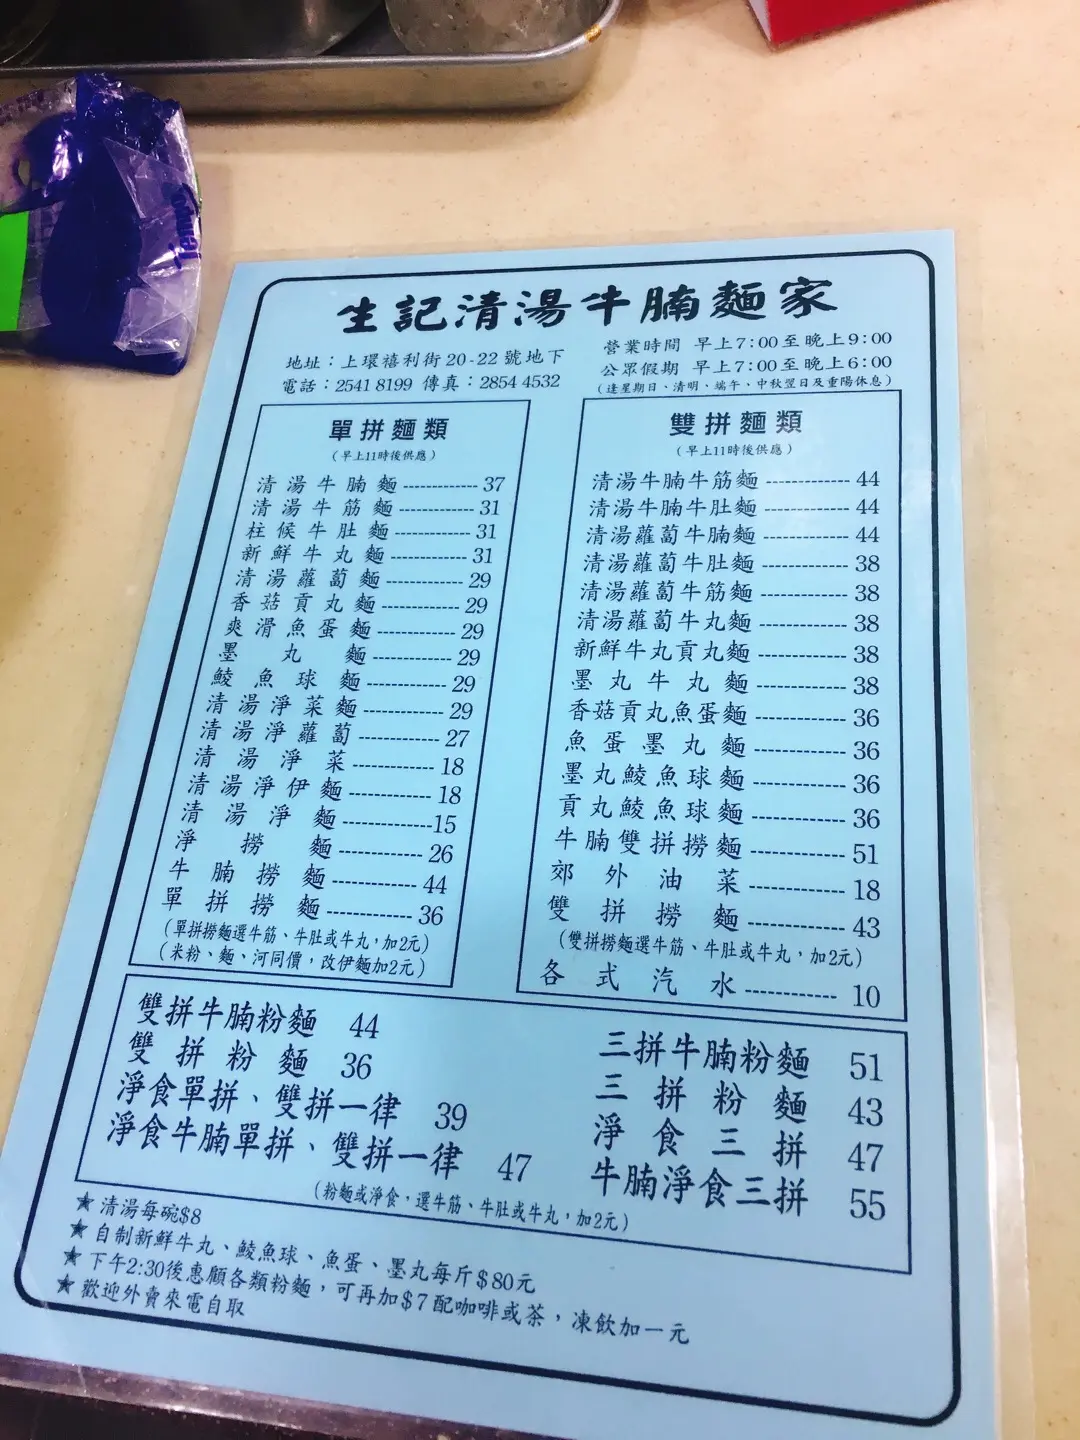 生記清湯牛腩麵家
地址：上環禧利街20-22號地下
電話：2541 8199 傳真：2854 4532
營業時間 早上7:00至晚上9:00
公眾假期 早上7:00至晚上6:00
(逢星期日、清明、端午、中秋翌日及重陽休息)
單拼麵類
(早上11時後供應)
清湯牛腩麵 37
清湯牛筋麵 31
柱候牛肚麵 31
新鮮牛丸麵 31
清湯蘿蔔麵 29
香菇貢丸麵 29
爽滑魚蛋麵 29
墨丸麵 29
鯪魚球麵 29
清湯淨菜麵 29
清湯淨蘿蔔 27
清湯淨菜 18
清湯淨伊麵 18
清湯淨麵 15
淨撈麵 26
牛腩撈麵 44
單拼撈麵 36
(單拼撈麵選牛筋、牛肚或牛丸，加2元)
(米粉、麵、河同價，改伊麵加2元)
雙拼麵類
(早上11時後供應)
清湯牛腩牛筋麵 44
清湯牛腩牛肚麵 44
清湯蘿蔔牛腩麵 44
清湯蘿蔔牛肚麵 38
清湯蘿蔔牛筋麵 38
清湯蘿蔔牛丸麵 38
新鮮牛丸貢丸麵 38
墨丸牛丸麵 38
香菇貢丸魚蛋麵 36
魚蛋墨丸麵 36
墨丸鯪魚球麵 36
貢丸鯪魚球麵 36
牛腩雙拼撈麵 51
郊外油菜 18
雙拼撈麵 43
(雙拼撈麵選牛筋、牛肚或牛丸，加2元)
各式汽水 10
雙拼牛腩粉麵 44
雙拼粉麵 36
淨食單拼、雙拼一律 39
淨食牛腩單拼、雙拼一律 47
三拼牛腩粉麵 51
三拼粉麵 43
淨食三拼 47
牛腩淨食三拼 55
(粉麵或淨食，選牛筋、牛肚或牛丸，加2元)
★清湯每碗$8
★自制新鮮牛丸、鯪魚球、魚蛋、墨丸每斤$80元
★下午2:30後惠顧各類粉麵，可再加$7配咖啡或茶，凍飲加一元
★歡迎外賣來電自取
Tempo